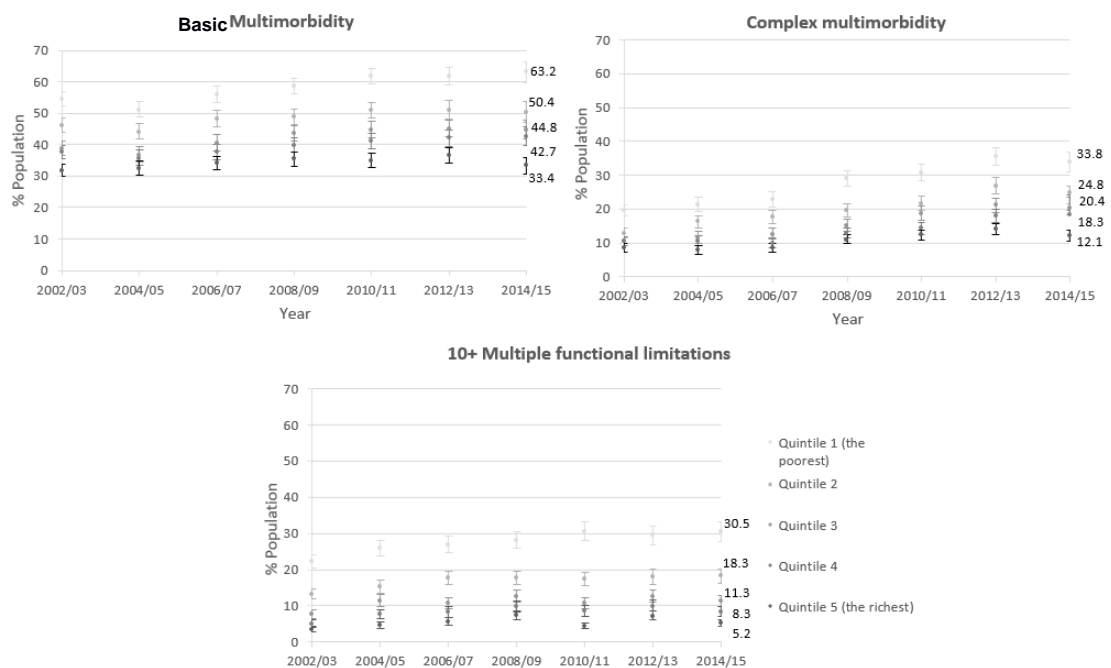 Basic Multimorbidity
70
60
50
40
30
20
10
0
% Population
63.2
50.4
44.8
42.7
33.4
2002/03 2004/05 2006/07 2008/09 2010/11 2012/13 2014/15
Year
Complex multimorbidity
70
60
50
40
30
20
10
0
% Population
33.8
24.8
20.4
18.3
12.1
2002/03 2004/05 2006/07 2008/09 2010/11 2012/13 2014/15
Year
10+ Multiple functional limitations
70
60
50
40
30
20
10
0
% Population
30.5
18.3
11.3
8.3
5.2
2002/03 2004/05 2006/07 2008/09 2010/11 2012/13 2014/15
Quintile 1 (the
poorest)
Quintile 2
Quintile 3
Quintile 4
Quintile 5 (the richest)